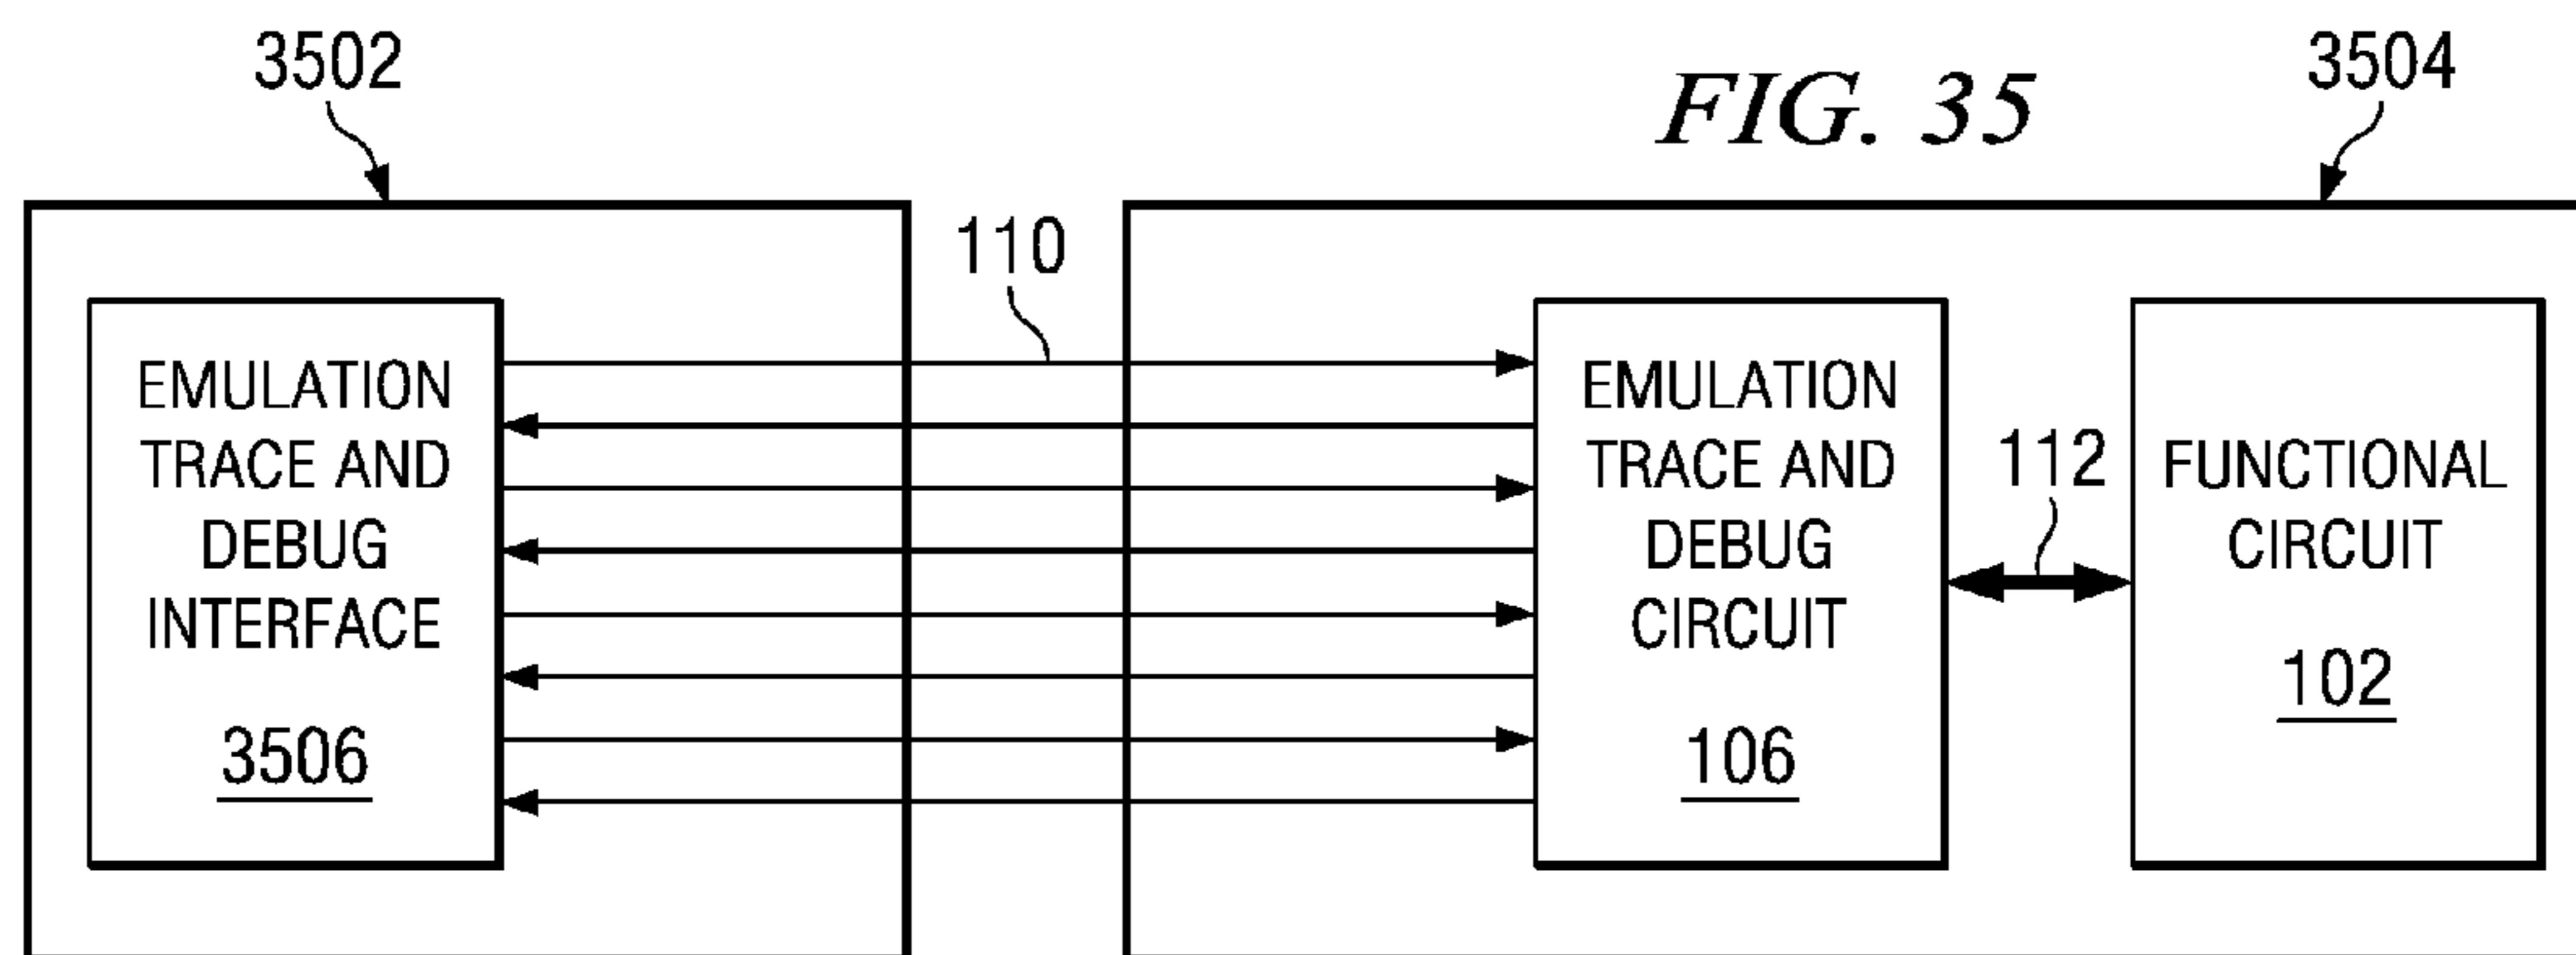 3502
FIG. 35
3504
110
EMULATION
TRACE AND
DEBUG
INTERFACE
3506
EMULATION
TRACE AND
DEBUG
CIRCUIT
106
112
FUNCTIONAL
CIRCUIT
102